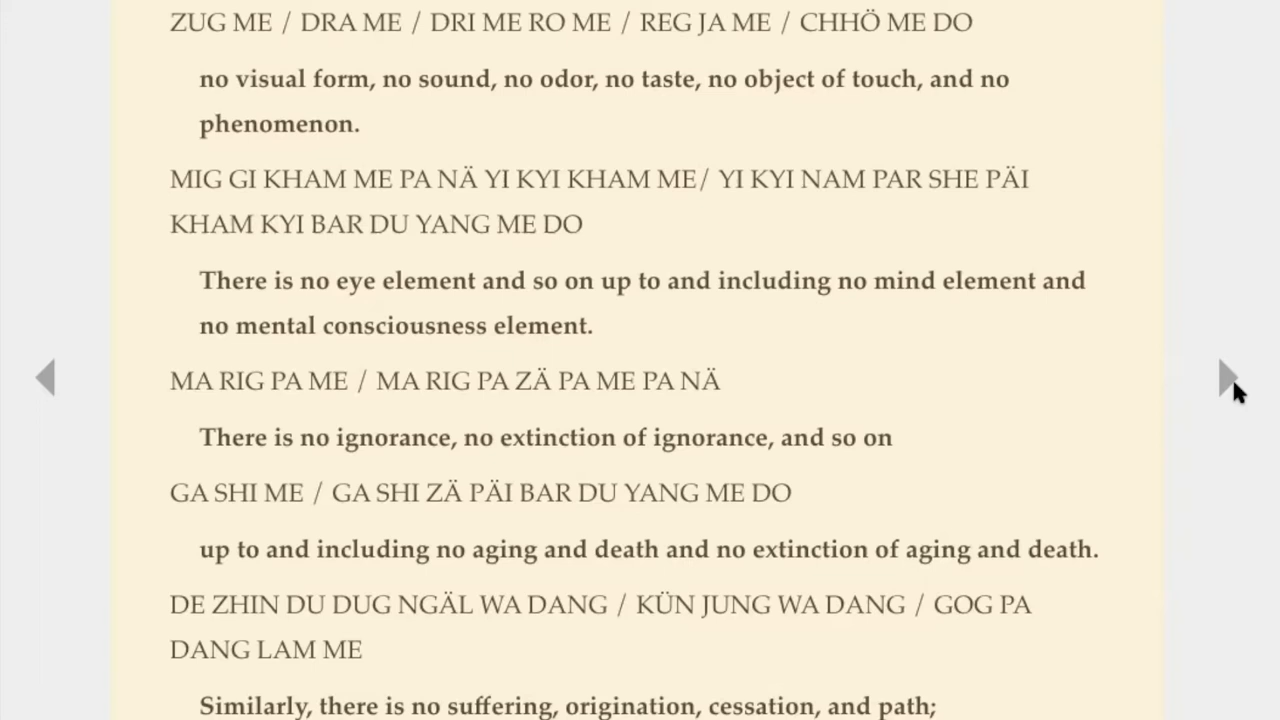 ZUG ME / DRA ME / DRI ME RO ME / REG JA ME / CHHÖ ME DO
no visual form, no sound, no odor, no taste, no object of touch, and no
phenomenon.
MIG GI KHAM ME PA NÄ YI KYI KHAM ME/ YI KYI NAM PAR SHE PÄI
KHAM KYI BAR DU YANG ME DO
There is no eye element and so on up to and including no mind element and
no mental consciousness element.
MA RIG PA ME / MA RIG PA ZÄ PA ME PA NÄ
There is no ignorance, no extinction of ignorance, and so on
GA SHI ME / GA SHI ZÄ PÄI BAR DU YANG ME DO
up to and including no aging and death and no extinction of aging and death.
DE ZHIN DU DUG NGÄL WA DANG / KÜN JUNG WA DANG / GOG PA
DANG LAM ME
Similarly, there is no suffering, origination, cessation, and path;